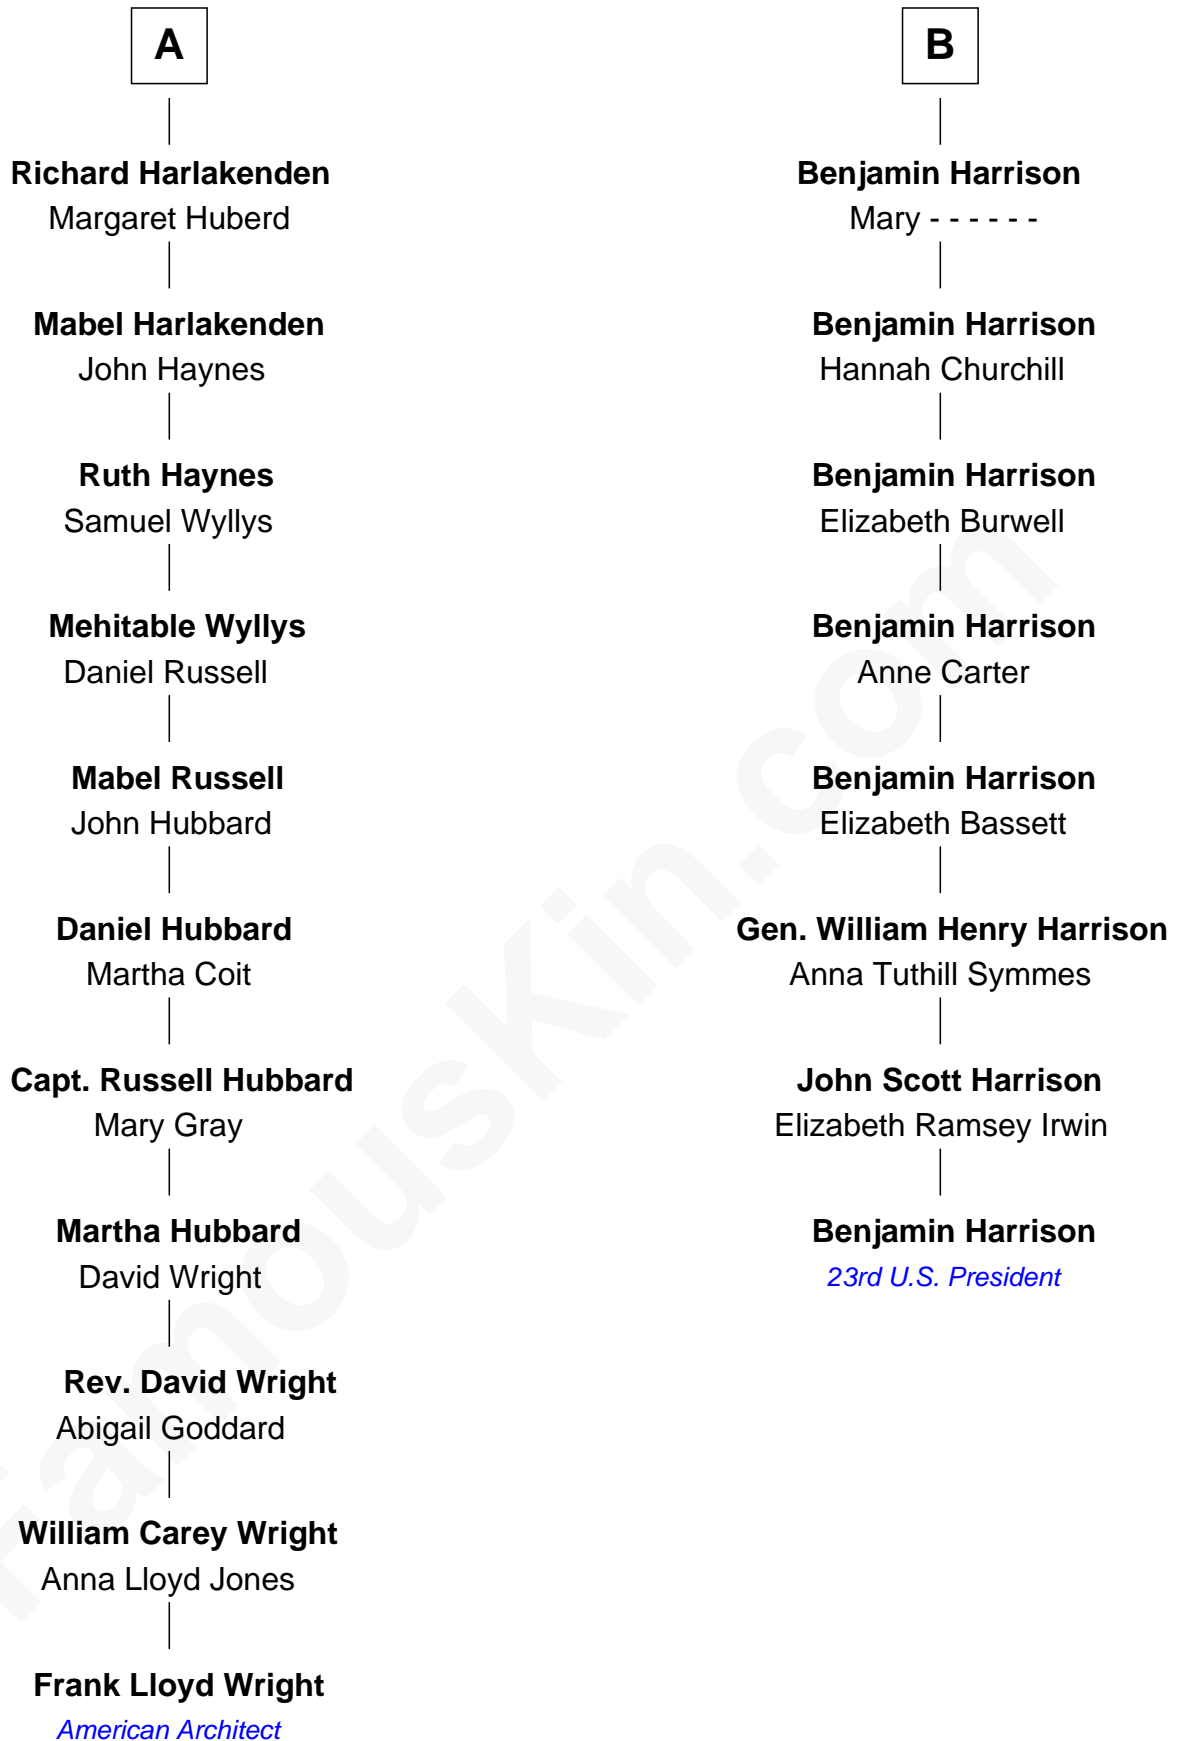 A
Richard Harlakenden
Margaret Huberd
Mabel Harlakenden
John Haynes
Ruth Haynes
Samuel Wyllys
Mehitable Wyllys
Daniel Russell
Mabel Russell
John Hubbard
Daniel Hubbard
Martha Coit
Capt. Russell Hubbard
Mary Gray
Martha Hubbard
David Wright
Rev. David Wright
Abigail Goddard
William Carey Wright
Anna Lloyd Jones
Frank Lloyd Wright
American Architect
B
Benjamin Harrison
Mary - - - - - -
Benjamin Harrison
Hannah Churchill
Benjamin Harrison
Elizabeth Burwell
Benjamin Harrison
Anne Carter
Benjamin Harrison
Elizabeth Bassett
Gen. William Henry Harrison
Anna Tuthill Symmes
John Scott Harrison
Elizabeth Ramsey Irwin
Benjamin Harrison
23rd U.S. President
FamousKin.com